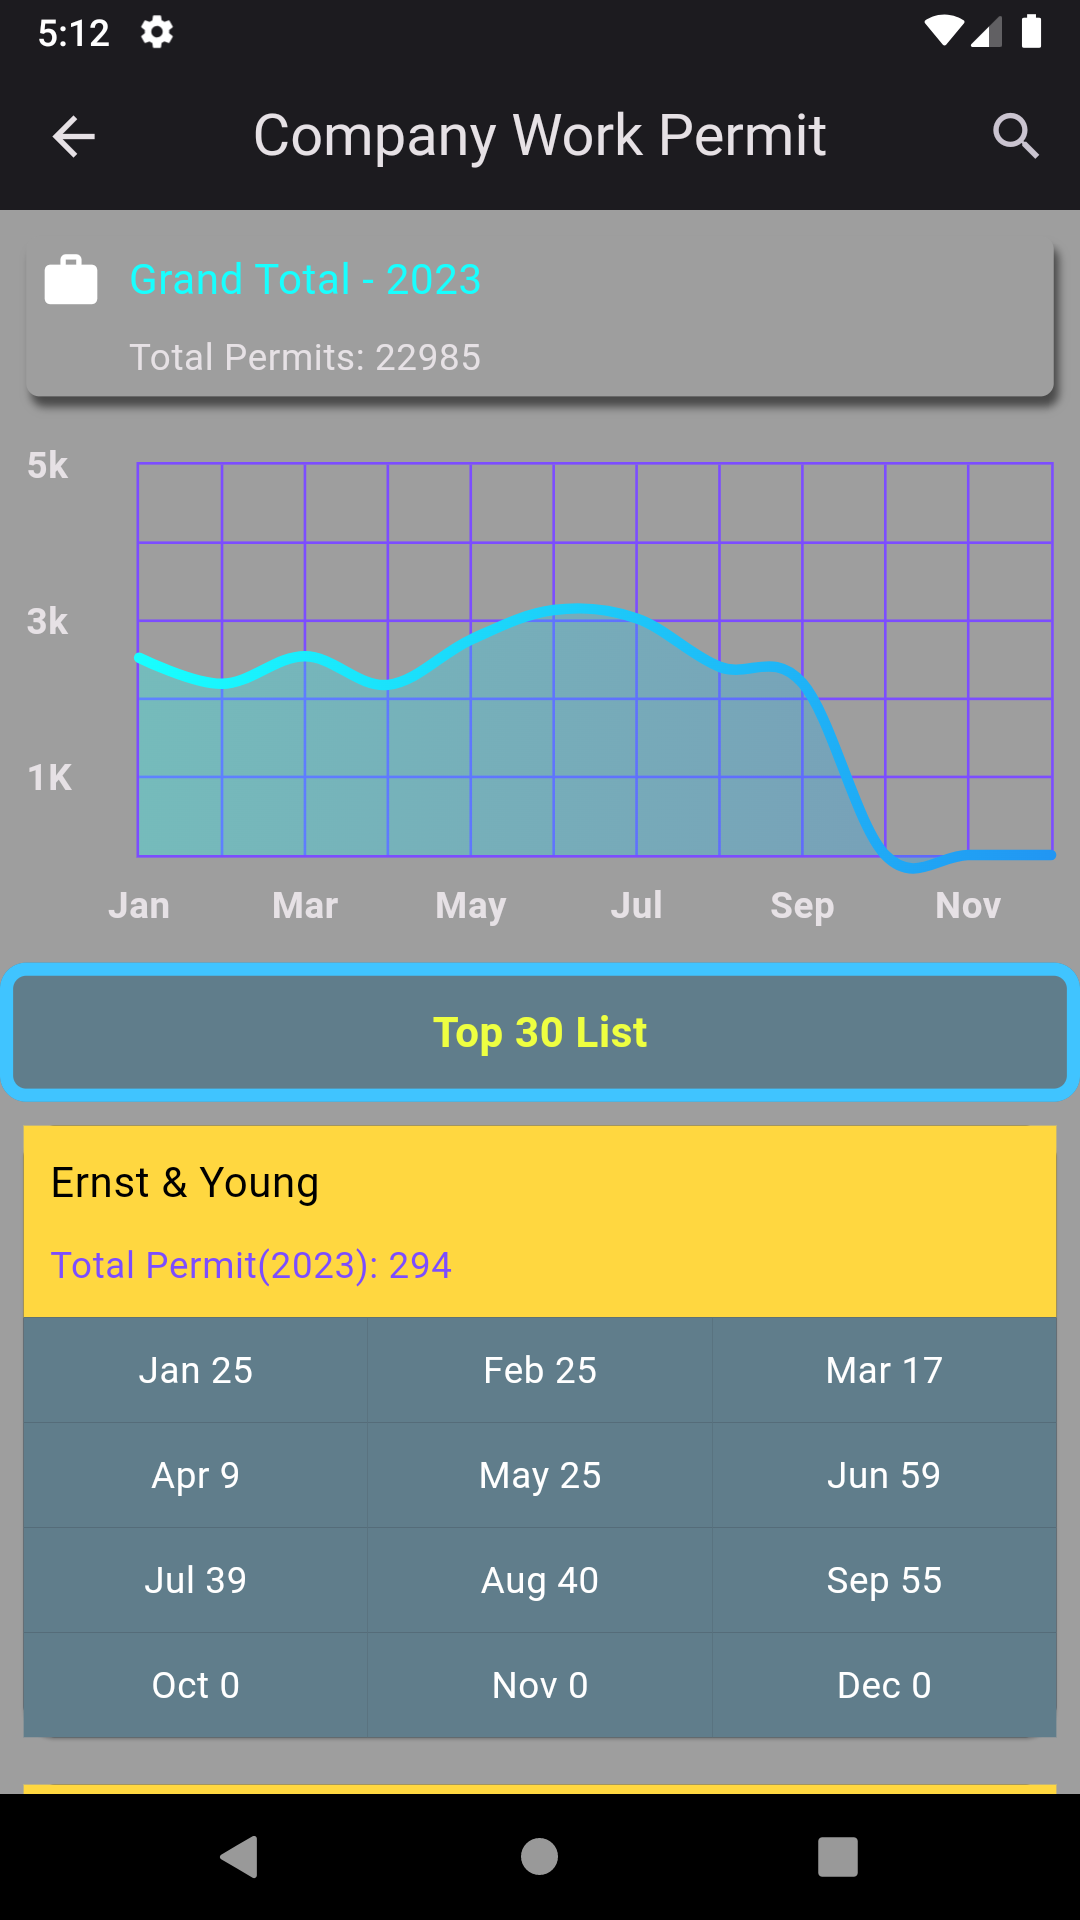 5:12
Company Work Permit
Grand Total - 2023
Total Permits: 22985
5k
3k
1K
Jan Mar May Jul Sep Nov
Top 30 List
Ernst & Young
Total Permit(2023): 294
Jan 25 Feb 25 Mar 17
Apr 9 May 25 Jun 59
Jul 39 Aug 40 Sep 55
Oct 0 Nov 0 Dec 0